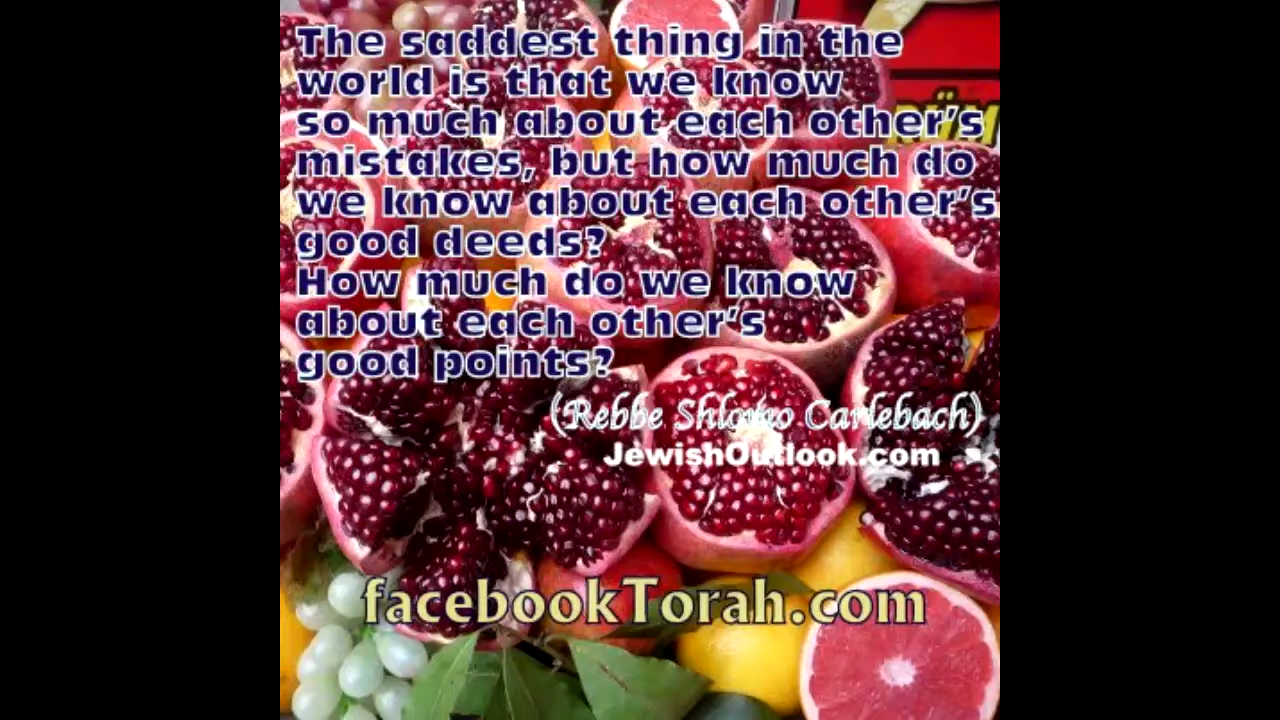 The saddest thing in the
world is that we know
so much about each other's
mistakes, but how much do
we know about each other's
good deeds?
How much do we know
about each other's
good points?
(Rebbe Shlomo Carlebach)
JewishOutlook.com
facebookTorah.com